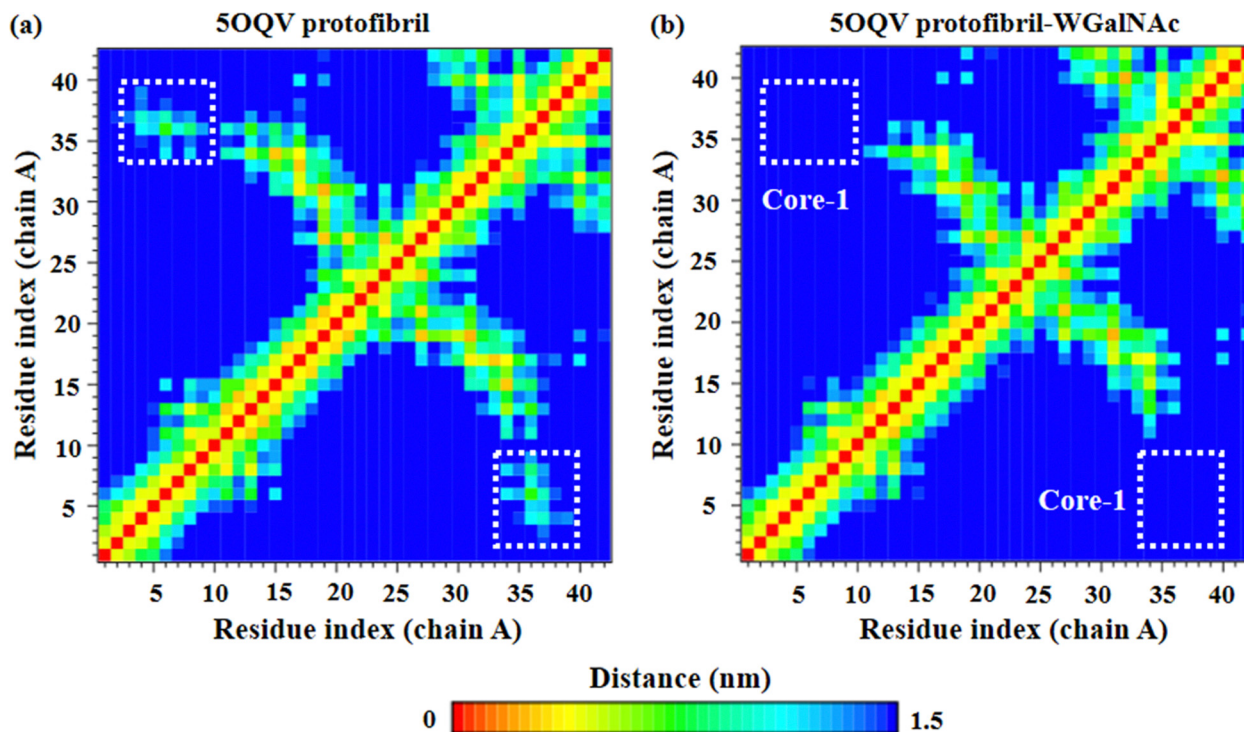 (a) 5OQV protofibril
(b) 5OQV protofibril-WGalNAc
Residue index (chain A)
40
35
30
25
20
15
10
5
5 10 15 20 25 30 35 40
Residue index (chain A)
Residue index (chain A)
40
35
30
25
20
15
10
5
Core-1
Core-1
5 10 15 20 25 30 35 40
Residue index (chain A)
Distance (nm)
0 1.5